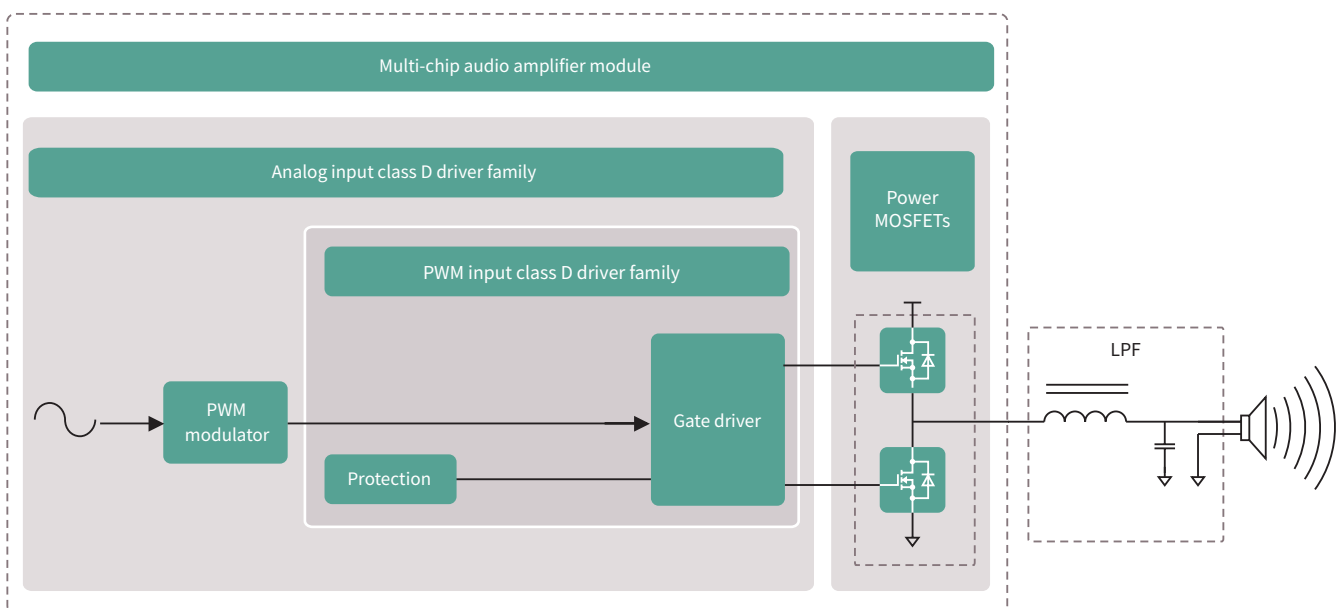 Multi-chip audio amplifier module
Analog input class D driver family
Power
MOSFETs
PWM input class D driver family
LPF
PWM
modulator
Gate driver
Protection